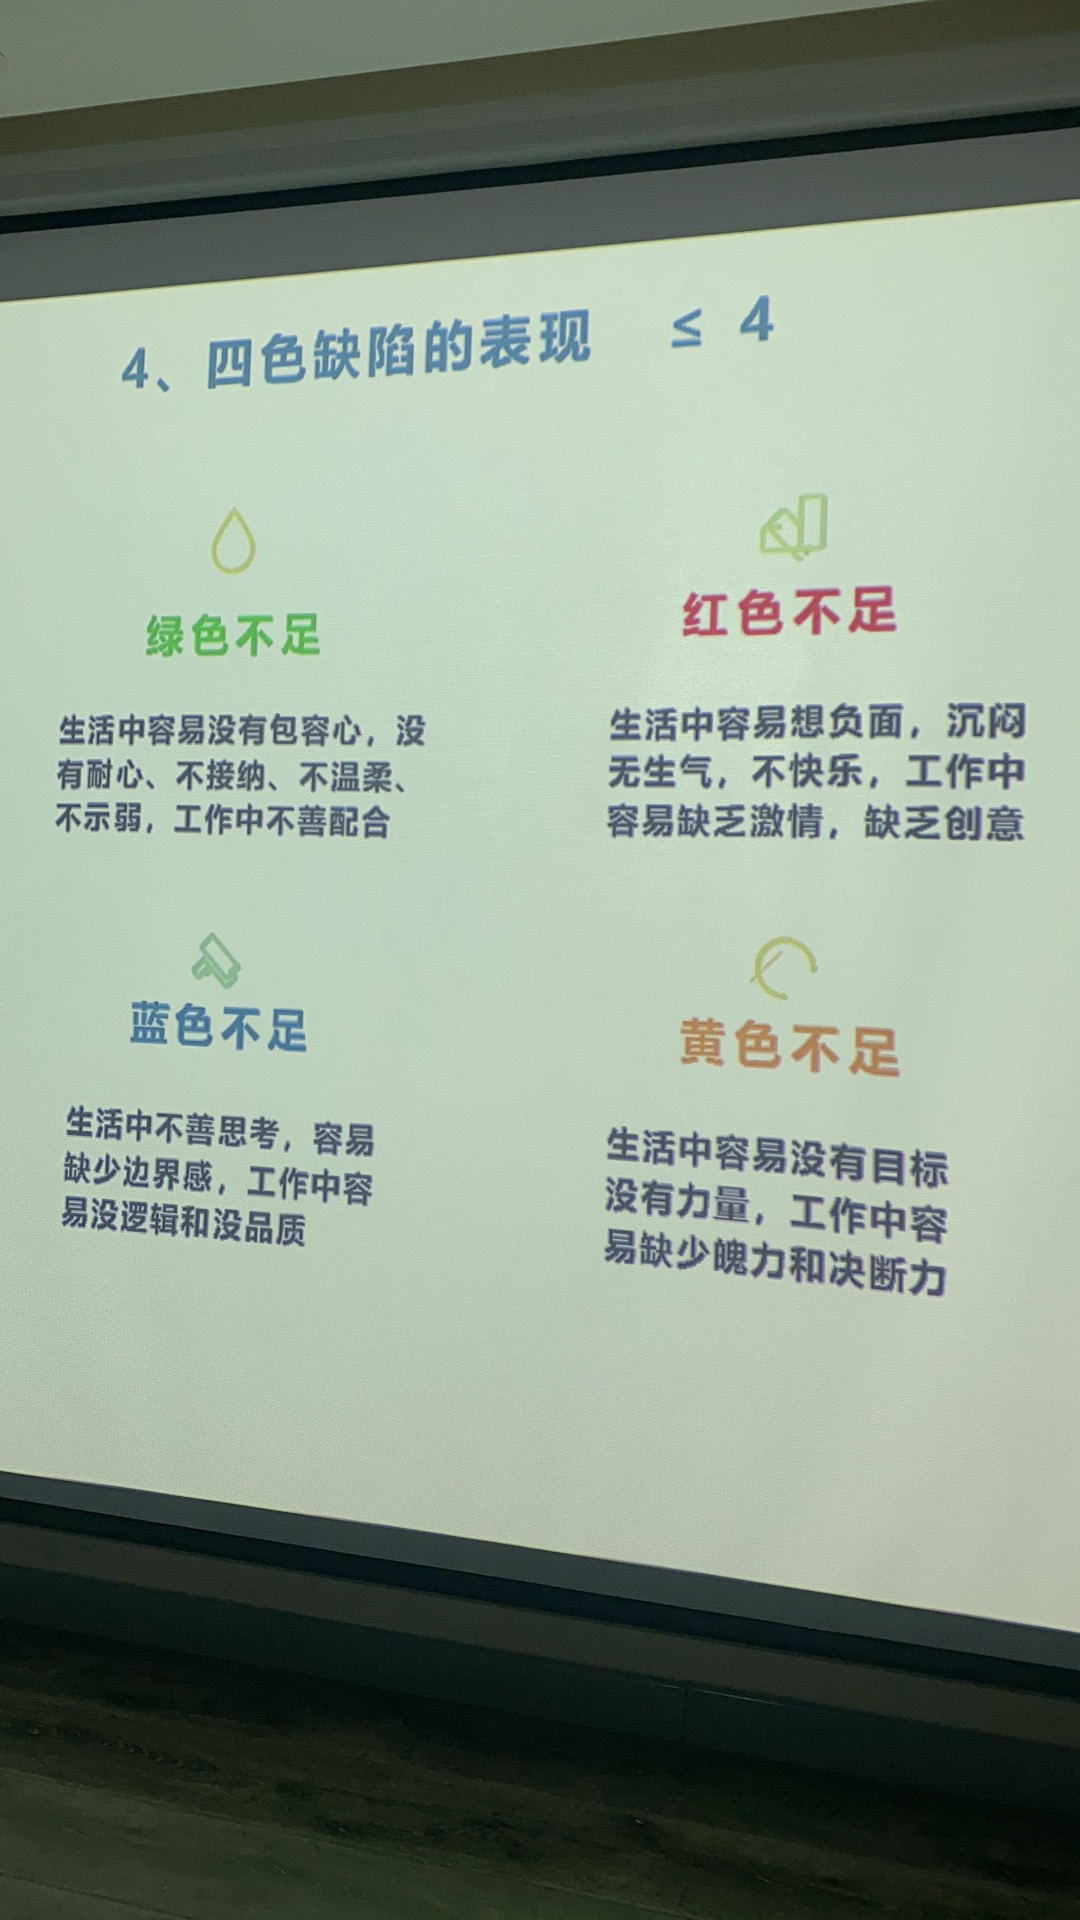 4、四色缺陷的表现 ≤ 4
绿色不足
生活中容易没有包容心，没
有耐心、不接纳、不温柔、
不示弱，工作中不善配合
红色不足
生活中容易想负面，沉闷
无生气，不快乐，工作中
容易缺乏激情，缺乏创意
蓝色不足
生活中不善思考，容易
缺少边界感，工作中容
易没逻辑和没品质
黄色不足
生活中容易没有目标
没有力量，工作中容
易缺少魄力和决断力